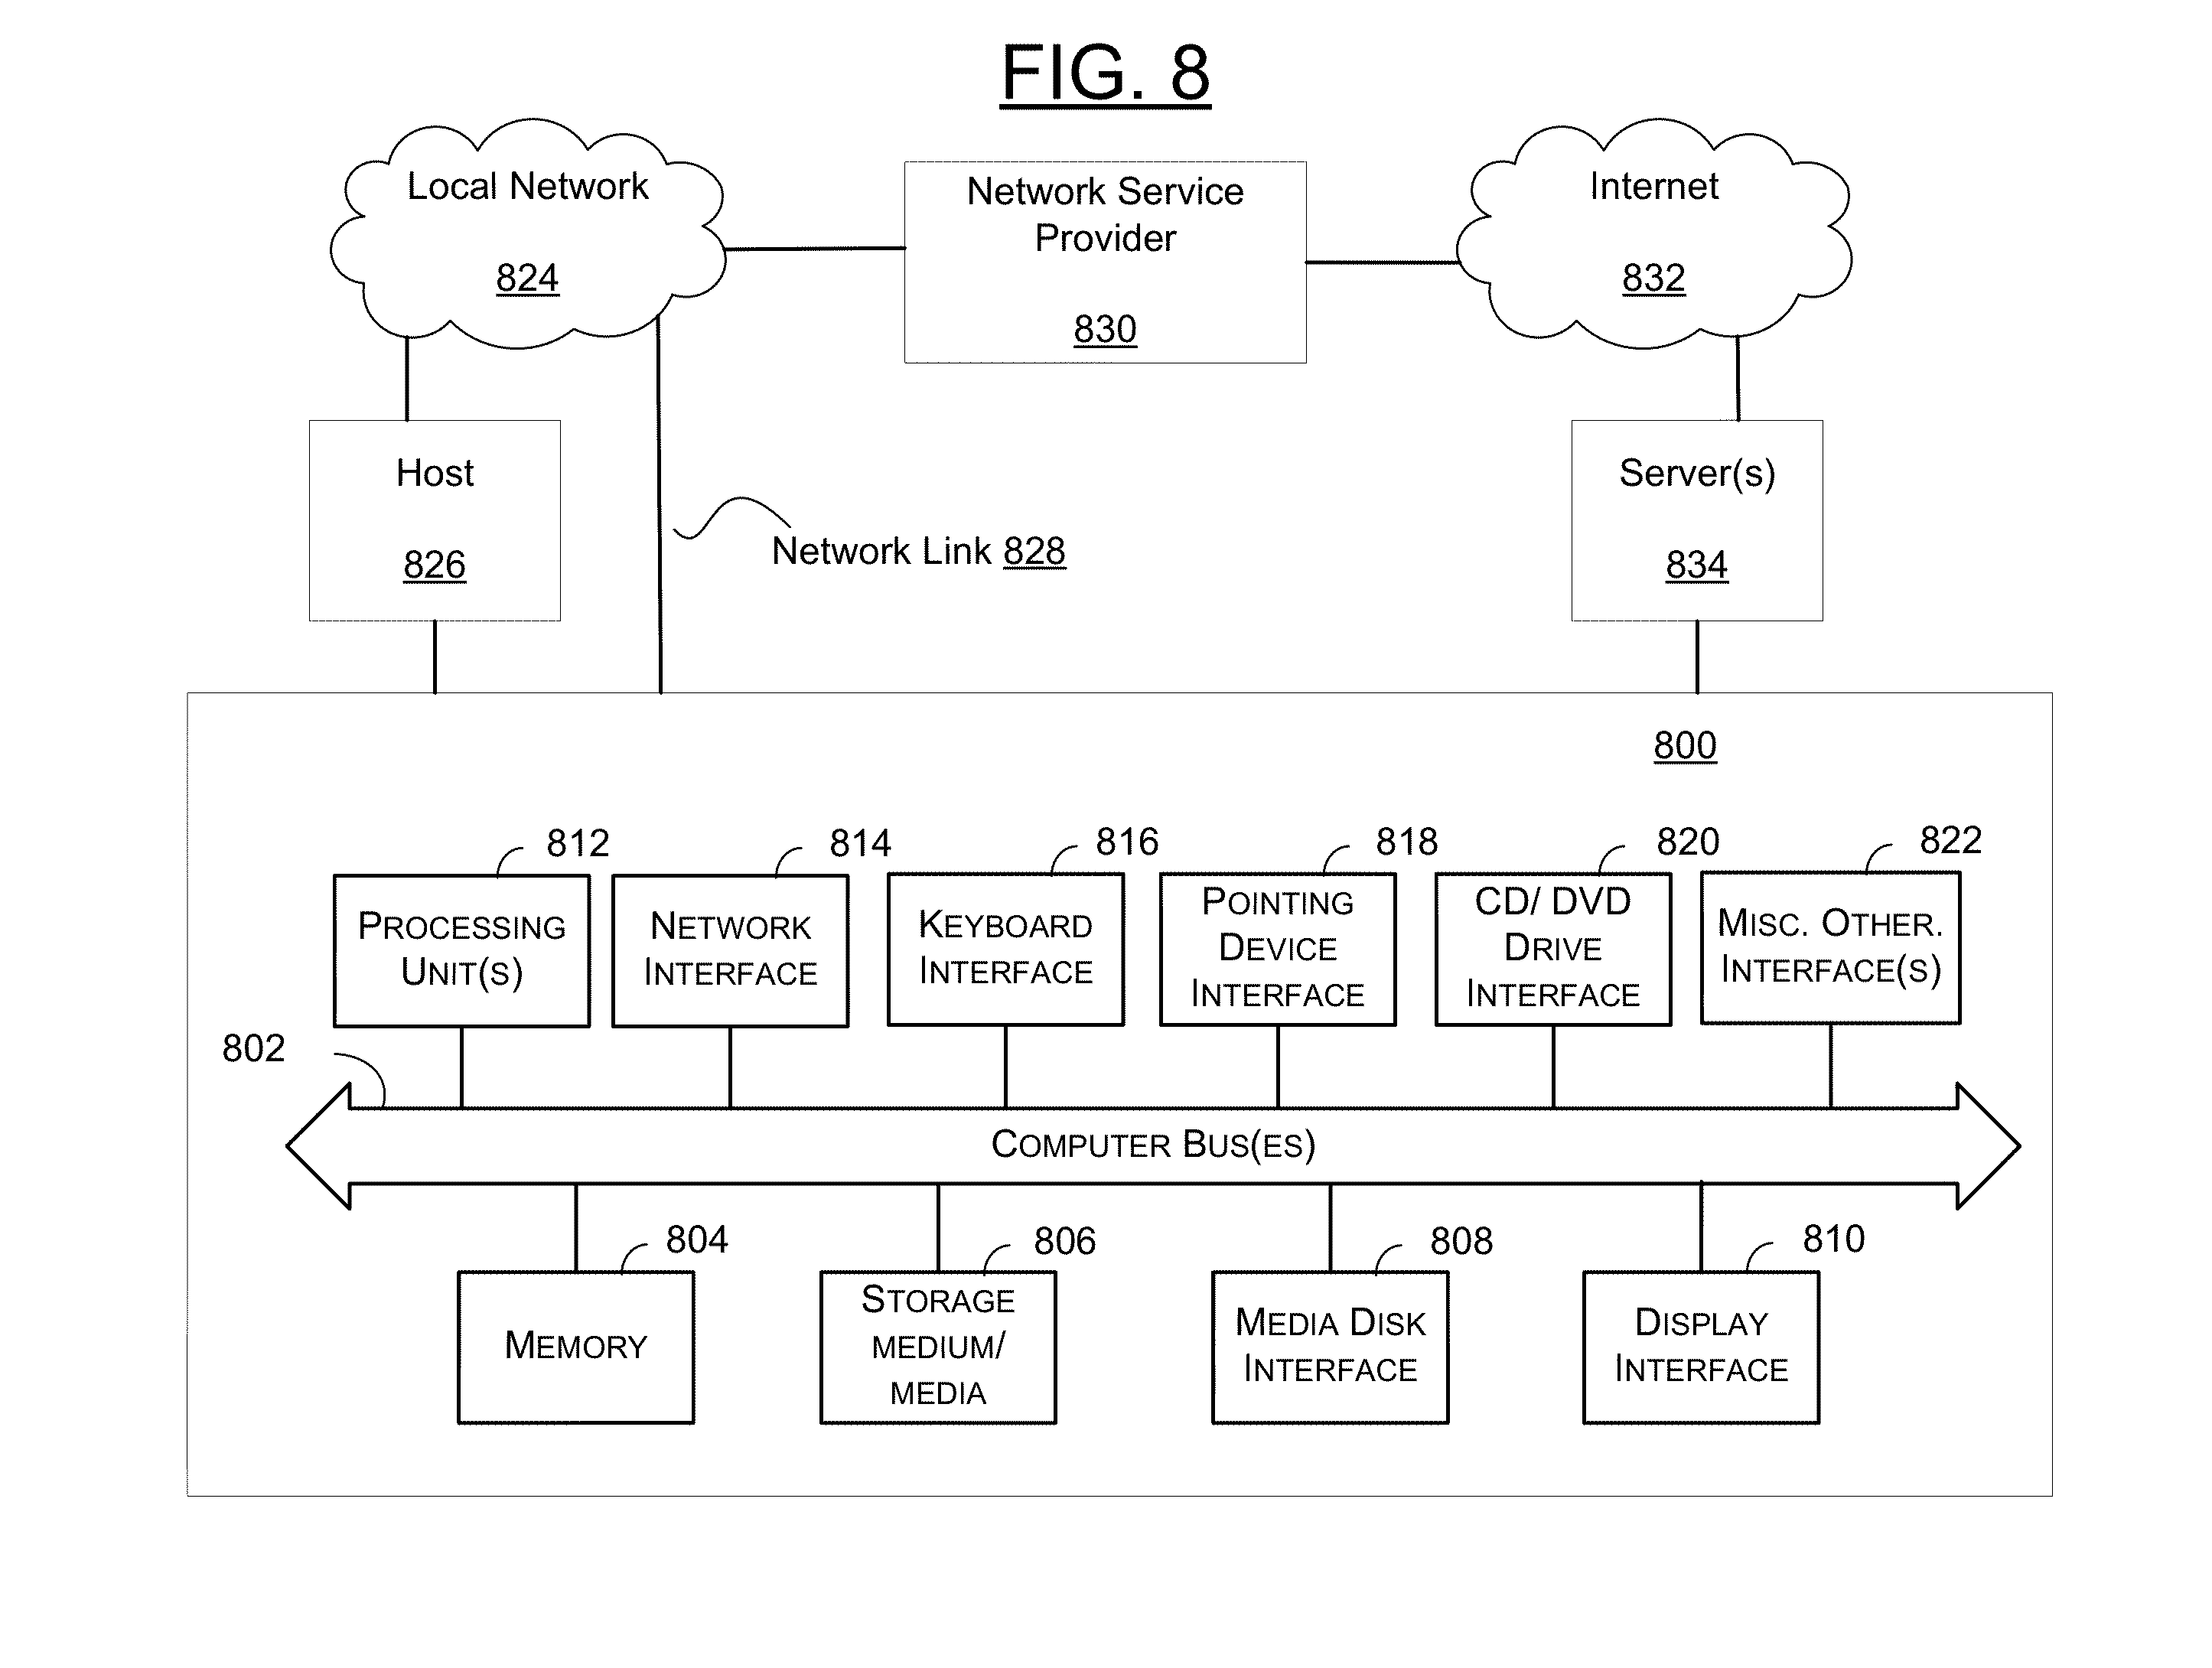 FIG. 8
Local Network
824
Network Service
Provider
830
Internet
832
Host
826
Network Link 828
Server(s)
834
800
812
PROCESSING
UNIT(S)
814
NETWORK
INTERFACE
816
KEYBOARD
INTERFACE
818
POINTING
DEVICE
INTERFACE
820
CD/ DVD
DRIVE
INTERFACE
822
MISC. OTHER.
INTERFACE(S)
802
COMPUTER BUS(ES)
804
MEMORY
806
STORAGE
MEDIUM/
MEDIA
808
MEDIA DISK
INTERFACE
810
DISPLAY
INTERFACE